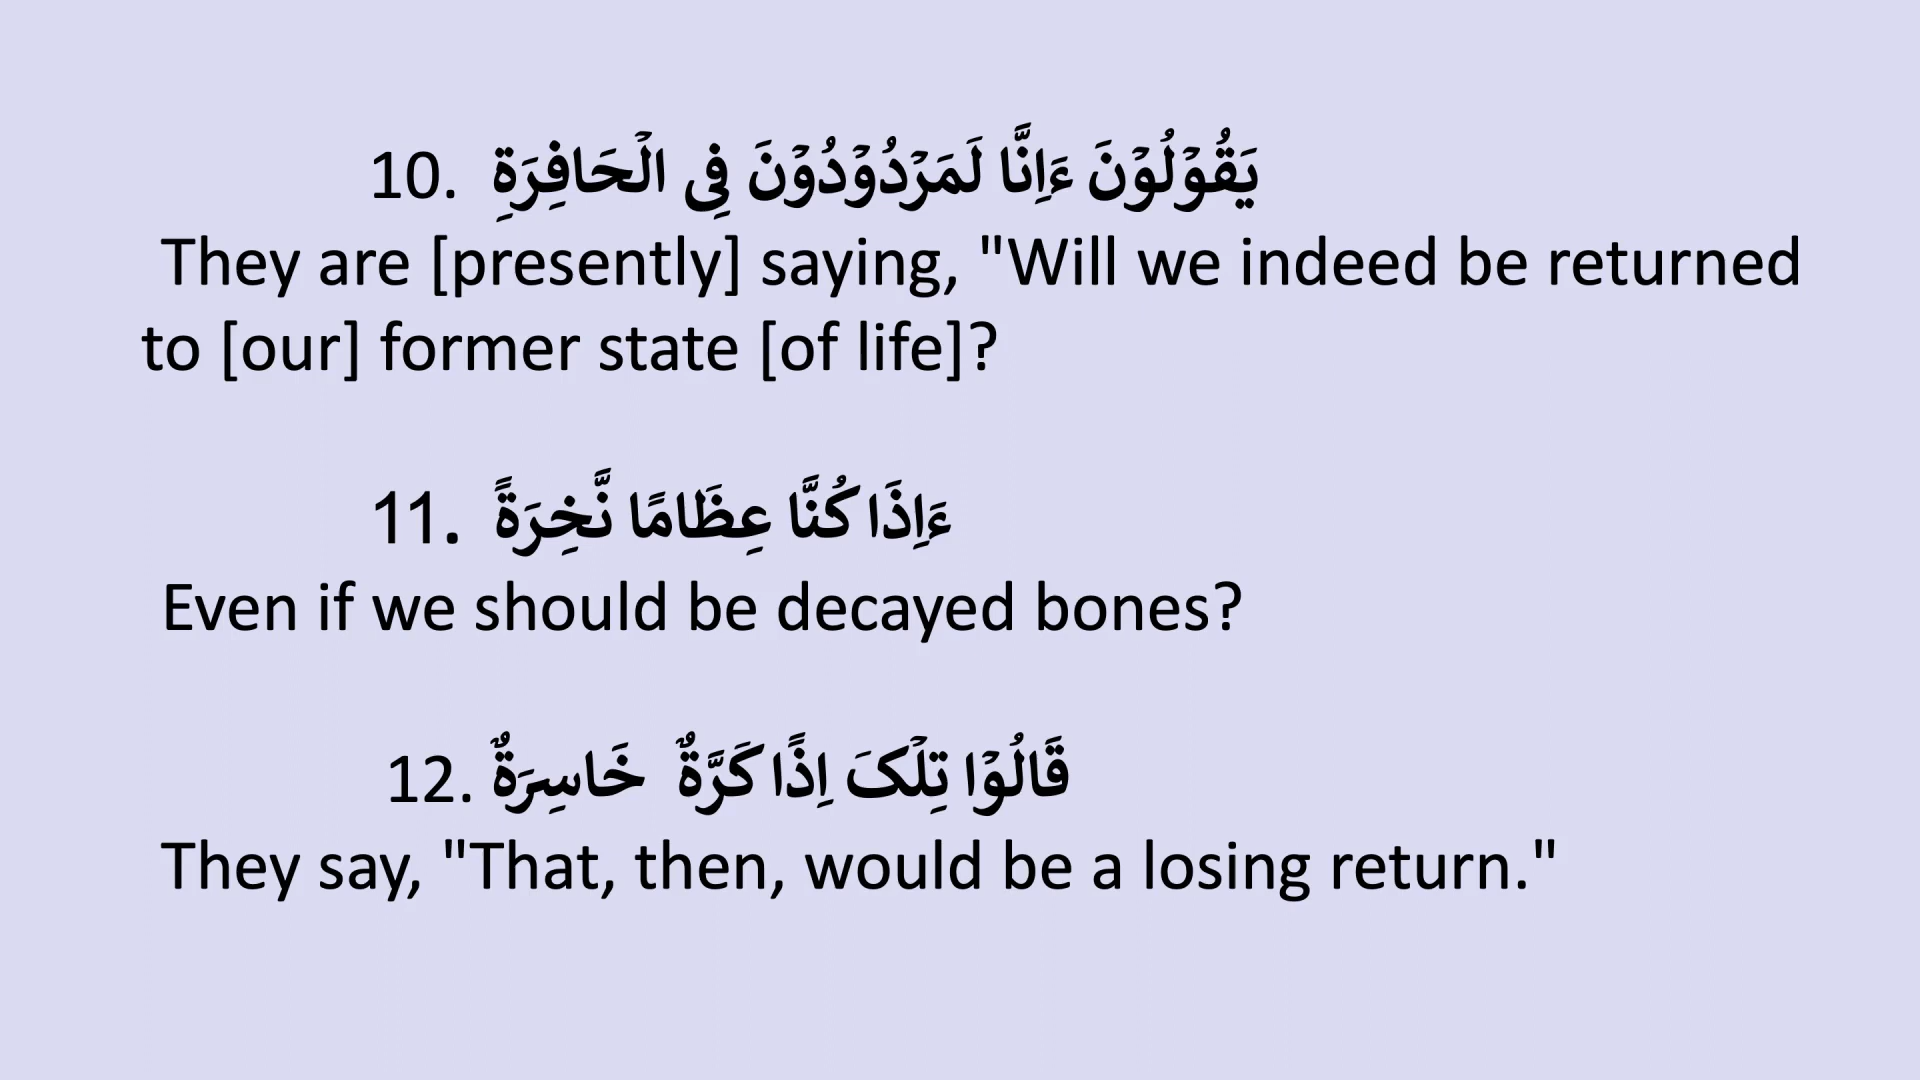 10. يَقُوۡلُوۡنَ ءَاِنَّا لَمَرۡدُوۡدُوۡنَ فِى الۡحَافِرَةِ
They are [presently] saying, "Will we indeed be returned
to [our] former state [of life]?
11. ءَاِذَا كُنَّا عِظَامًا نَّخِرَةً
Even if we should be decayed bones?
12. قَالُوۡا تِلۡکَ اِذًا كَرَّةٌ خَاسِرَةٌ
They say, "That, then, would be a losing return."